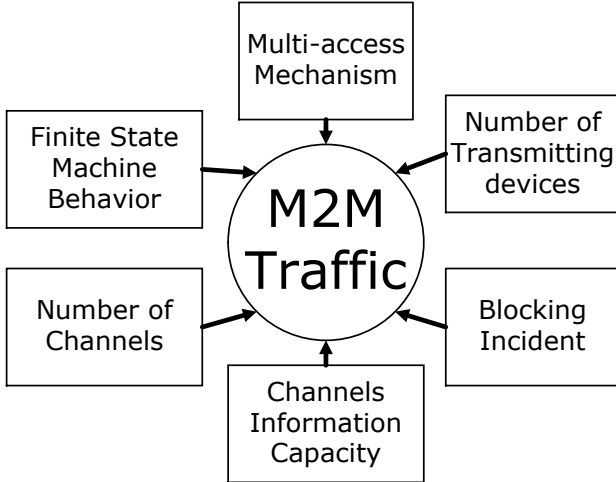 Multi-access
Mechanism
Finite State
Machine
Behavior
Number of
Transmitting
devices
M2M
Traffic
Number of
Channels
Blocking
Incident
Channels
Information
Capacity